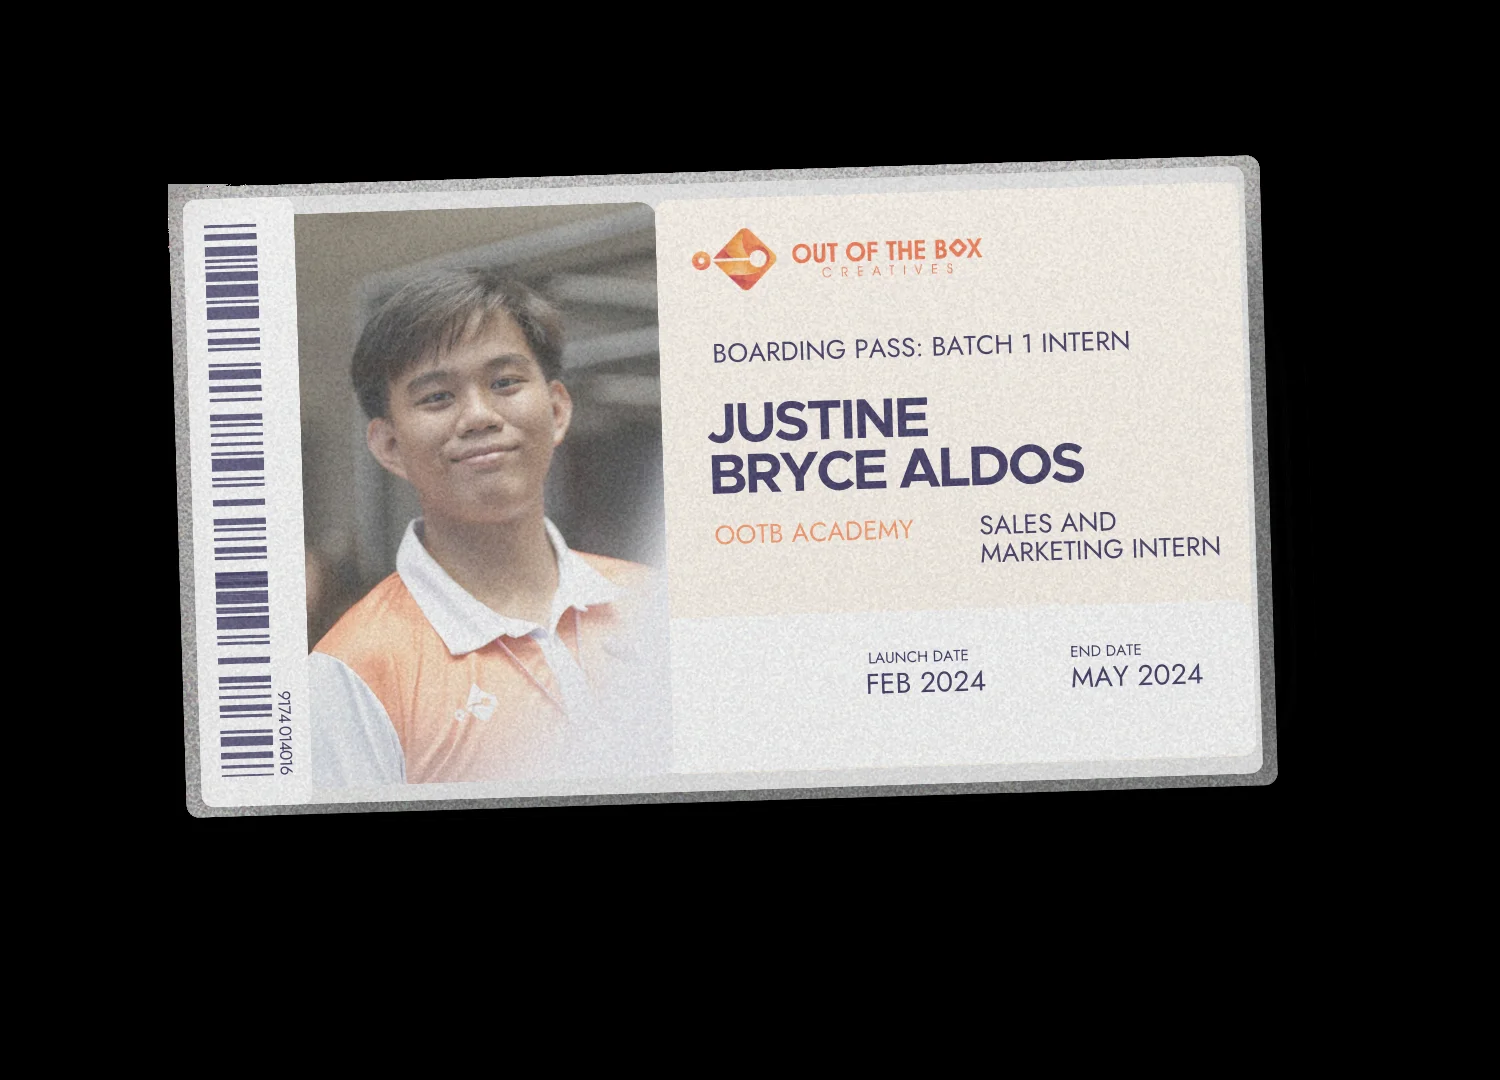 OUT OF THE BOX
CREATIVES
BOARDING PASS: BATCH 1 INTERN
JUSTINE
BRYCE ALDOS
OOTB ACADEMY
SALES AND
MARKETING INTERN
LAUNCH DATE
FEB 2024
END DATE
MAY 2024
9174 014016